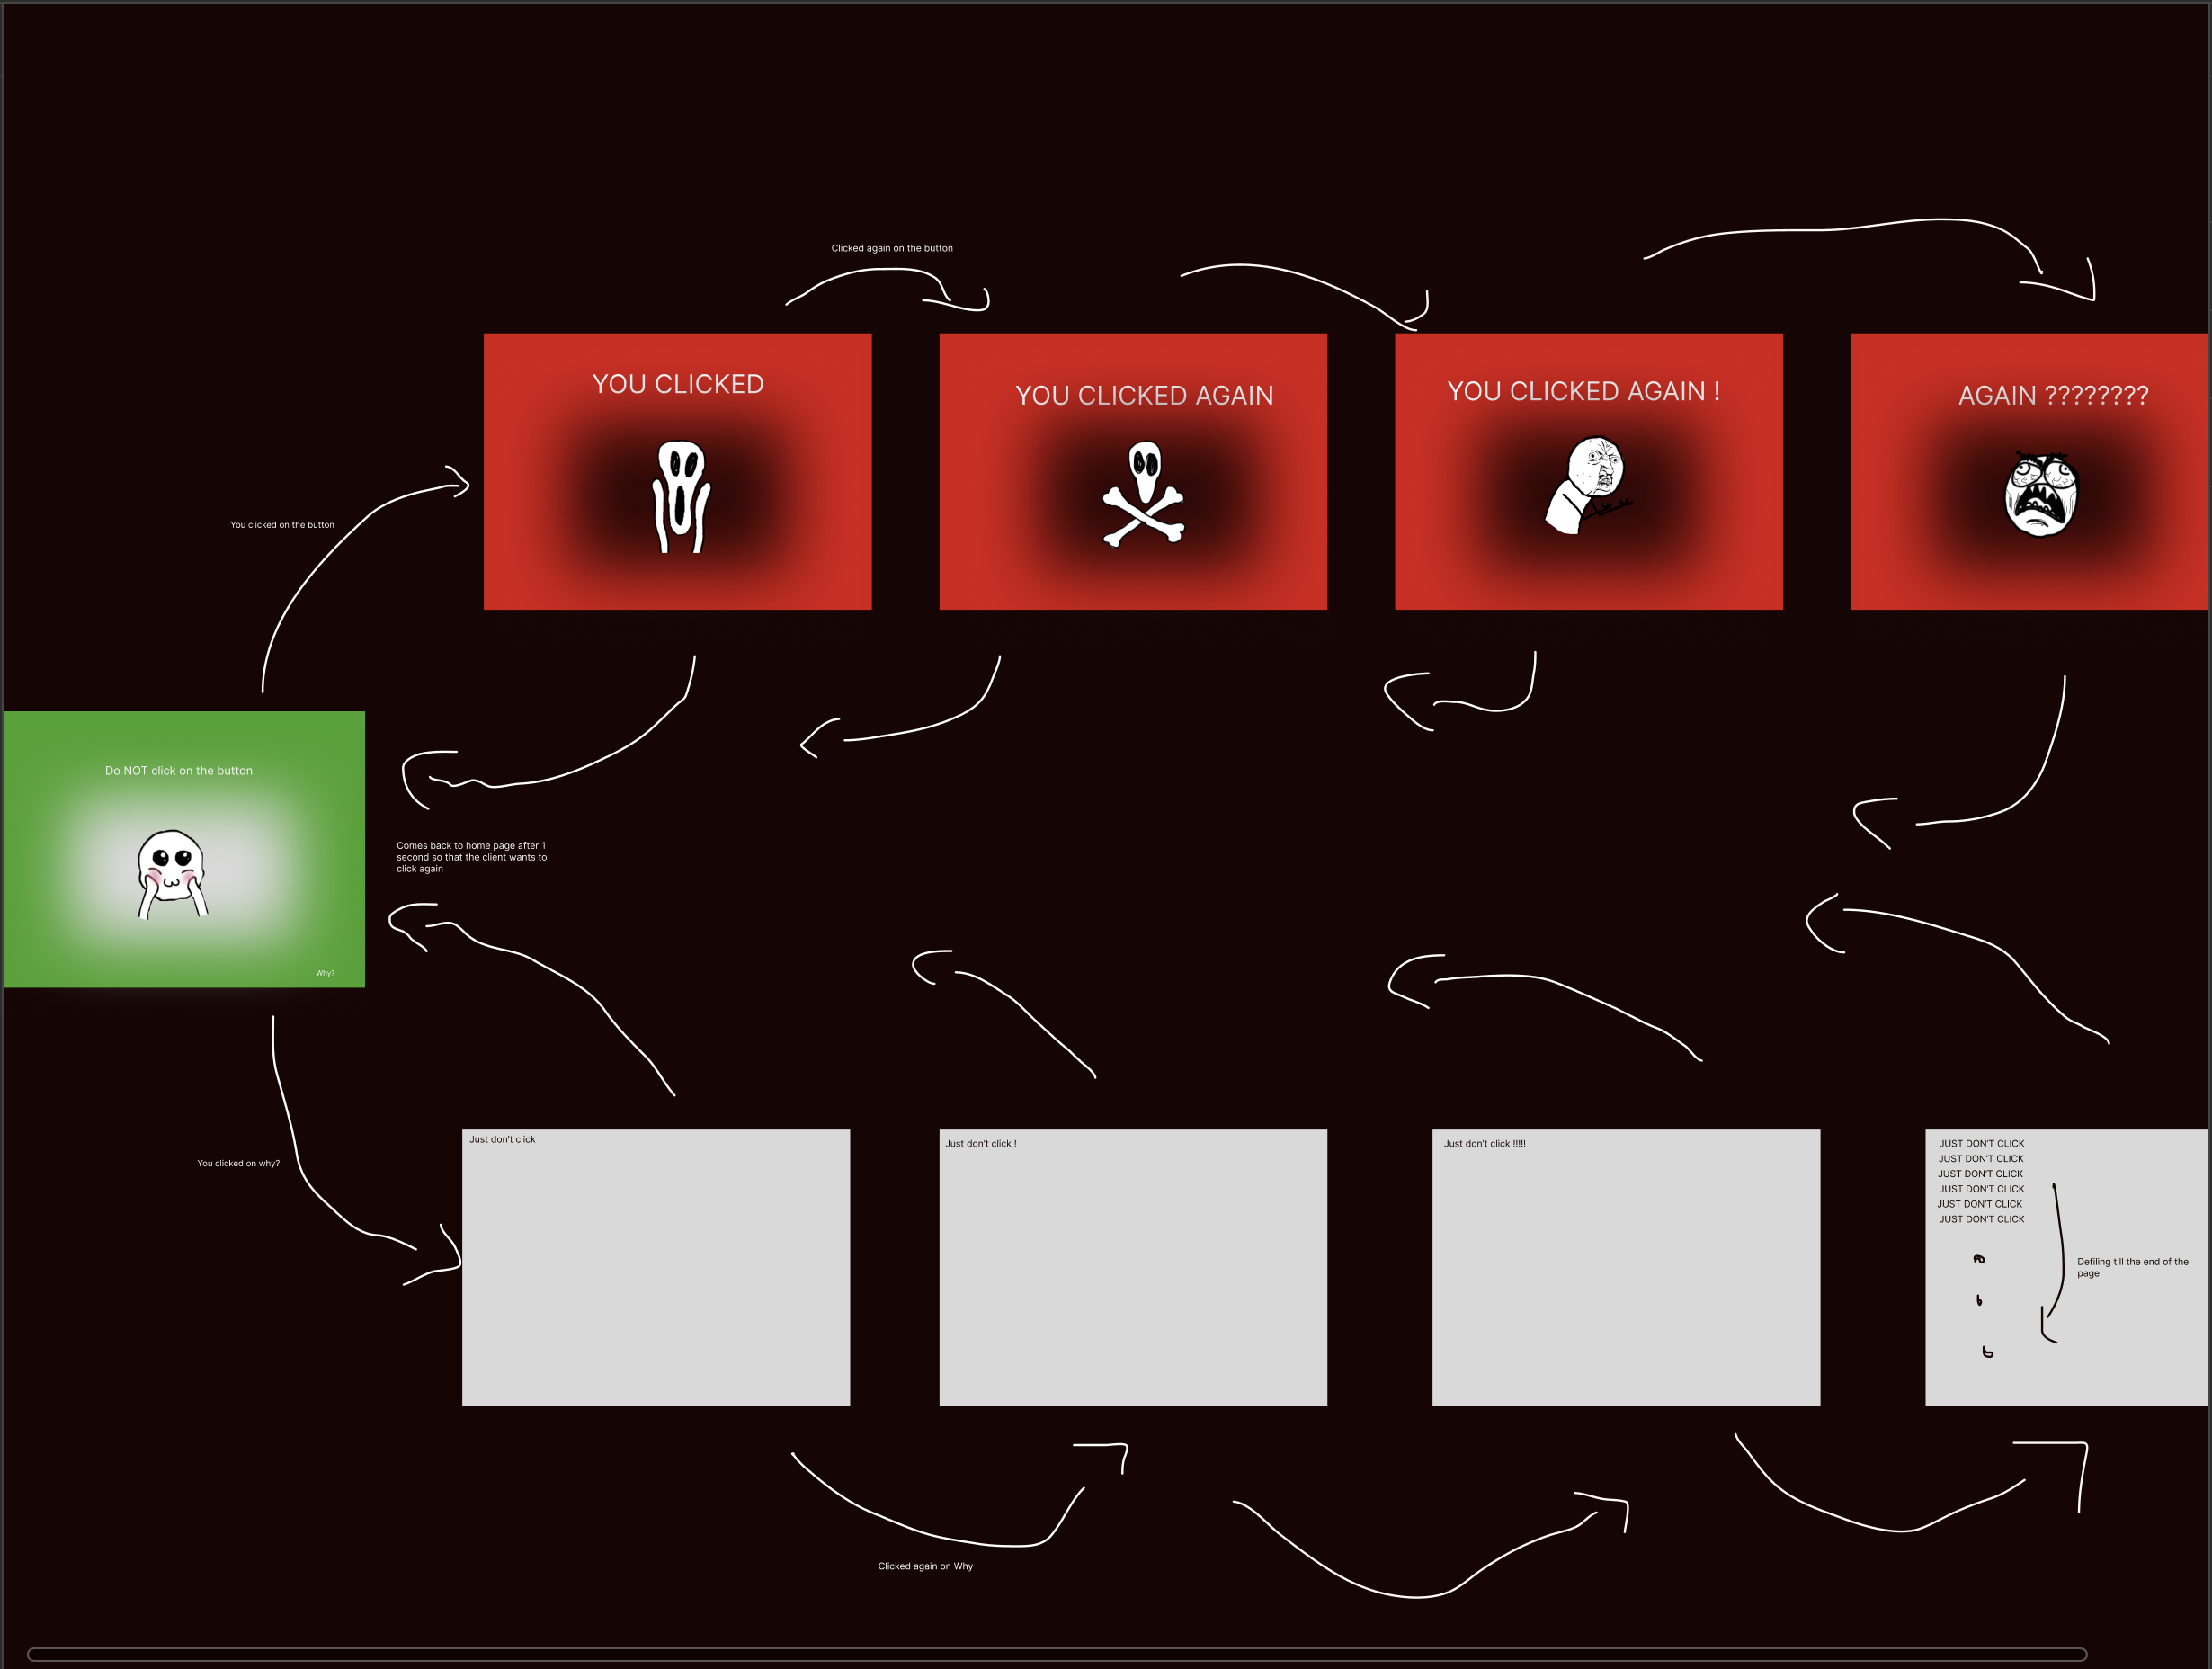 Clicked again on the button
YOU CLICKED
YOU CLICKED AGAIN
YOU CLICKED AGAIN !
AGAIN ????????
You clicked on the button
Do NOT click on the button
Why?
Comes back to home page after 1
second so that the client wants to
click again
You clicked on why?
Just don't click
Just don't click !
Just don't click !!!!!
JUST DON'T CLICK
JUST DON'T CLICK
JUST DON'T CLICK
JUST DON'T CLICK
JUST DON'T CLICK
JUST DON'T CLICK
Defiling till the end of the
page
Clicked again on Why